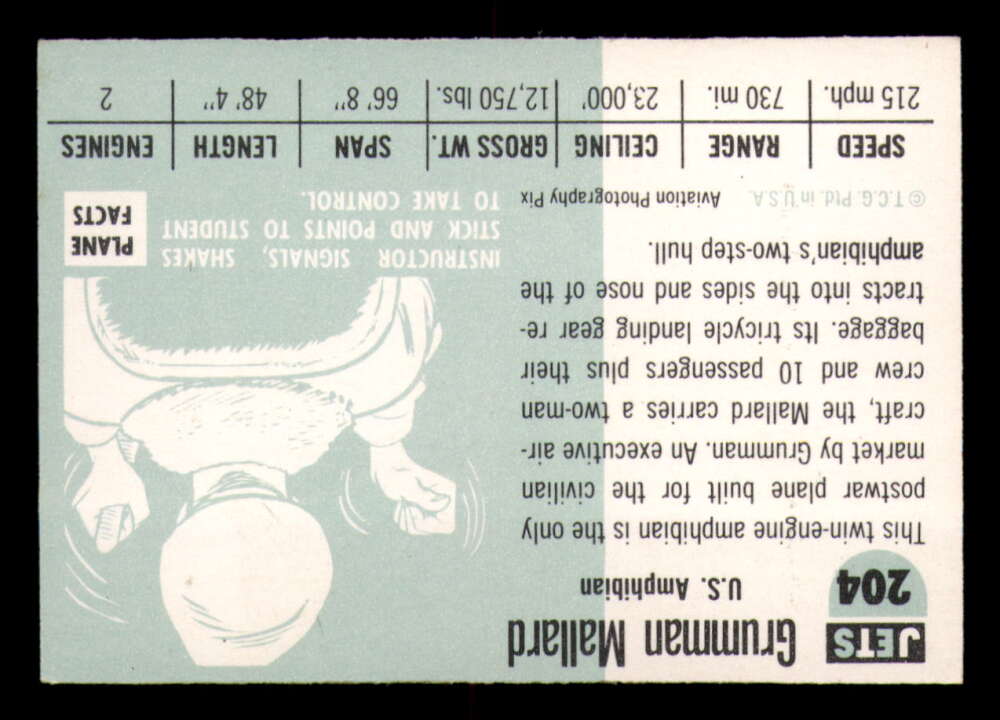 JETS
204
Grumman Mallard
U.S. Amphibian
This twin-engine amphibian is the only
postwar plane built for the civilian
market by Grumman. An executive air-
craft, the Mallard carries a two-man
crew and 10 passengers plus their
baggage. Its tricycle landing gear re-
tracts into the sides and nose of the
amphibian's two-step hull.
© T.C.G. Ptd. in U.S.A. Aviation Photography Pix
INSTRUCTOR SIGNALS, SHAKES
STICK AND POINTS TO STUDENT
TO TAKE CONTROL.
PLANE
FACTS
SPEED RANGE CEILING GROSS WT. SPAN LENGTH ENGINES
215 mph. 730 mi. 23,000' 12,750 lbs. 66'8" 48'4" 2